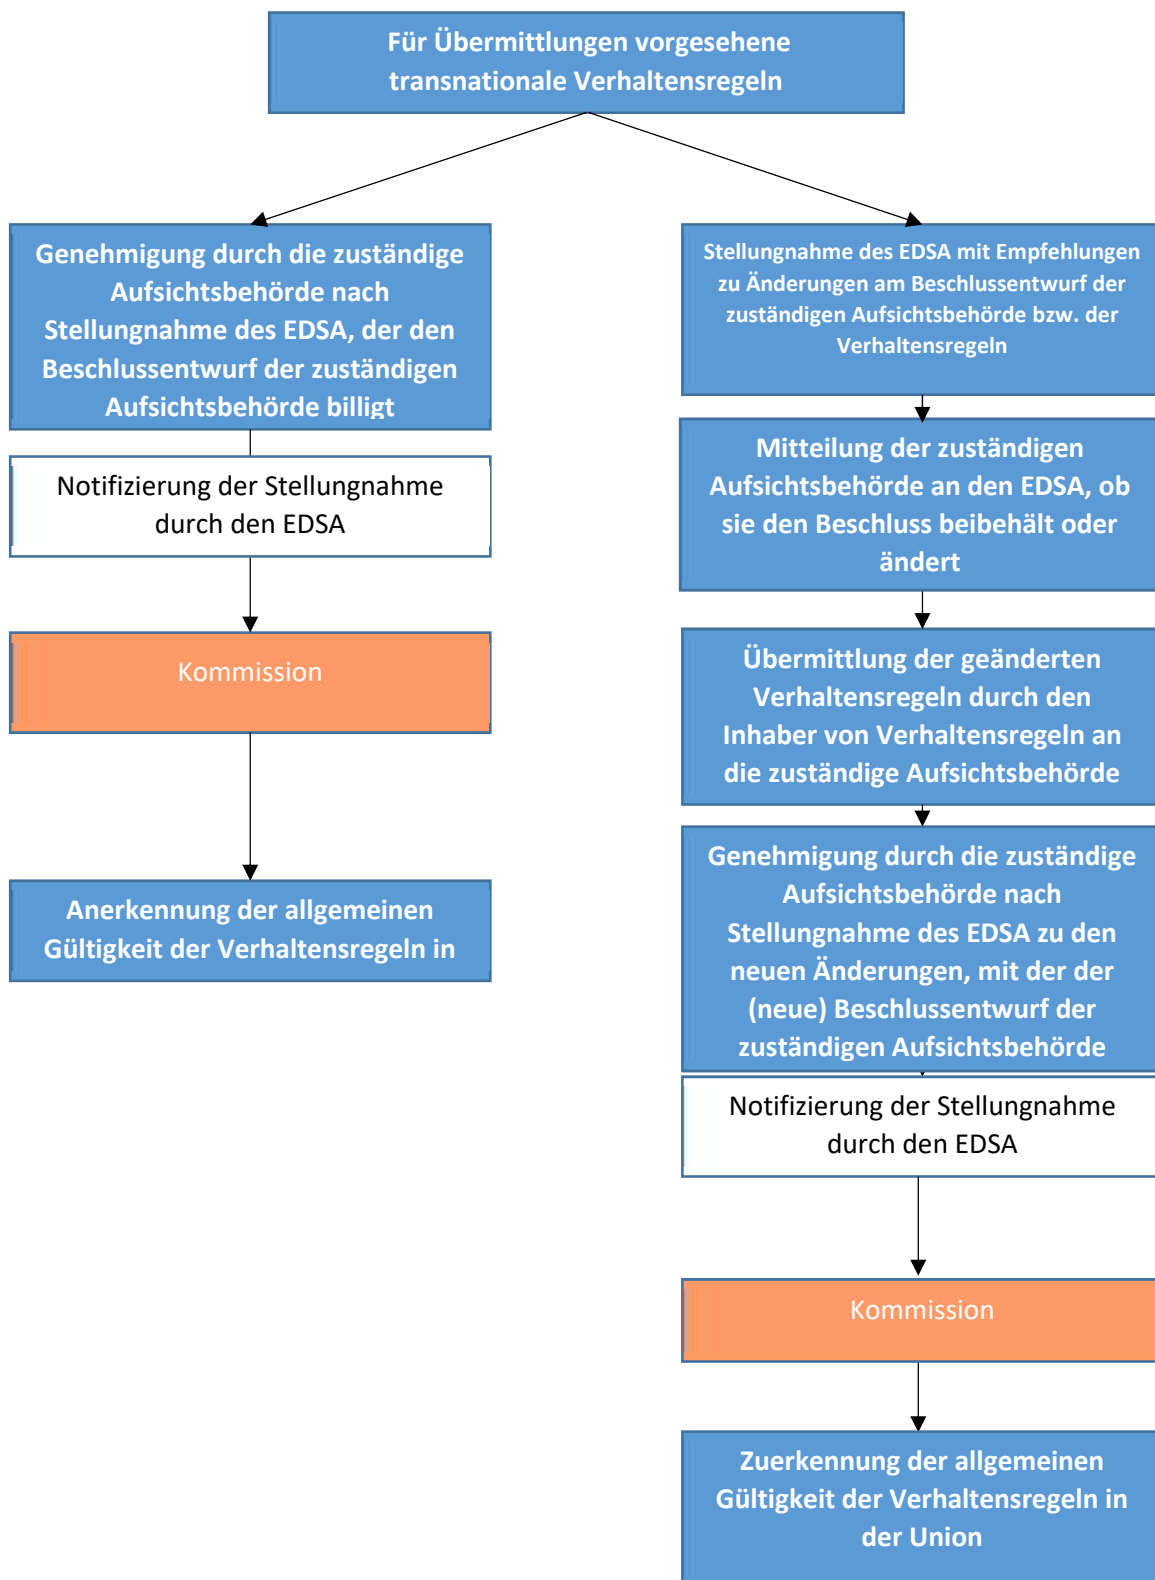 Für Übermittlungen vorgesehene
transnationale Verhaltensregeln
Genehmigung durch die zuständige
Aufsichtsbehörde nach
Stellungnahme des EDSA, der den
Beschlussentwurf der zuständigen
Aufsichtsbehörde billigt
Notifizierung der Stellungnahme
durch den EDSA
Kommission
Anerkennung der allgemeinen
Gültigkeit der Verhaltensregeln in
Stellungnahme des EDSA mit Empfehlungen
zu Änderungen am Beschlussentwurf der
zuständigen Aufsichtsbehörde bzw. der
Verhaltensregeln
Mitteilung der zuständigen
Aufsichtsbehörde an den EDSA, ob
sie den Beschluss beibehält oder
ändert
Übermittlung der geänderten
Verhaltensregeln durch den
Inhaber von Verhaltensregeln an
die zuständige Aufsichtsbehörde
Genehmigung durch die zuständige
Aufsichtsbehörde nach
Stellungnahme des EDSA zu den
neuen Änderungen, mit der der
(neue) Beschlussentwurf der
zuständigen Aufsichtsbehörde
Notifizierung der Stellungnahme
durch den EDSA
Kommission
Zuerkennung der allgemeinen
Gültigkeit der Verhaltensregeln in
der Union